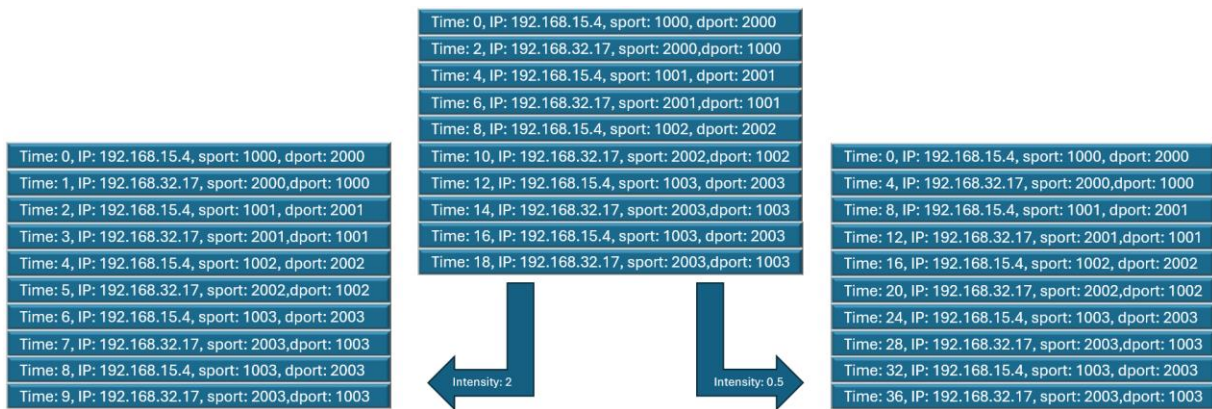 Time: 0, IP: 192.168.15.4, sport: 1000, dport: 2000
Time: 2, IP: 192.168.32.17, sport: 2000,dport: 1000
Time: 4, IP: 192.168.15.4, sport: 1001, dport: 2001
Time: 6, IP: 192.168.32.17, sport: 2001,dport: 1001
Time: 8, IP: 192.168.15.4, sport: 1002, dport: 2002
Time: 10, IP: 192.168.32.17, sport: 2002,dport: 1002
Time: 12, IP: 192.168.15.4, sport: 1003, dport: 2003
Time: 14, IP: 192.168.32.17, sport: 2003,dport: 1003
Time: 16, IP: 192.168.15.4, sport: 1003, dport: 2003
Time: 18, IP: 192.168.32.17, sport: 2003,dport: 1003
Time: 0, IP: 192.168.15.4, sport: 1000, dport: 2000
Time: 1, IP: 192.168.32.17, sport: 2000,dport: 1000
Time: 2, IP: 192.168.15.4, sport: 1001, dport: 2001
Time: 3, IP: 192.168.32.17, sport: 2001,dport: 1001
Time: 4, IP: 192.168.15.4, sport: 1002, dport: 2002
Time: 5, IP: 192.168.32.17, sport: 2002,dport: 1002
Time: 6, IP: 192.168.15.4, sport: 1003, dport: 2003
Time: 7, IP: 192.168.32.17, sport: 2003,dport: 1003
Time: 8, IP: 192.168.15.4, sport: 1003, dport: 2003
Time: 9, IP: 192.168.32.17, sport: 2003,dport: 1003
Intensity: 2
Intensity: 0.5
Time: 0, IP: 192.168.15.4, sport: 1000, dport: 2000
Time: 4, IP: 192.168.32.17, sport: 2000,dport: 1000
Time: 8, IP: 192.168.15.4, sport: 1001, dport: 2001
Time: 12, IP: 192.168.32.17, sport: 2001,dport: 1001
Time: 16, IP: 192.168.15.4, sport: 1002, dport: 2002
Time: 20, IP: 192.168.32.17, sport: 2002,dport: 1002
Time: 24, IP: 192.168.15.4, sport: 1003, dport: 2003
Time: 28, IP: 192.168.32.17, sport: 2003,dport: 1003
Time: 32, IP: 192.168.15.4, sport: 1003, dport: 2003
Time: 36, IP: 192.168.32.17, sport: 2003,dport: 1003